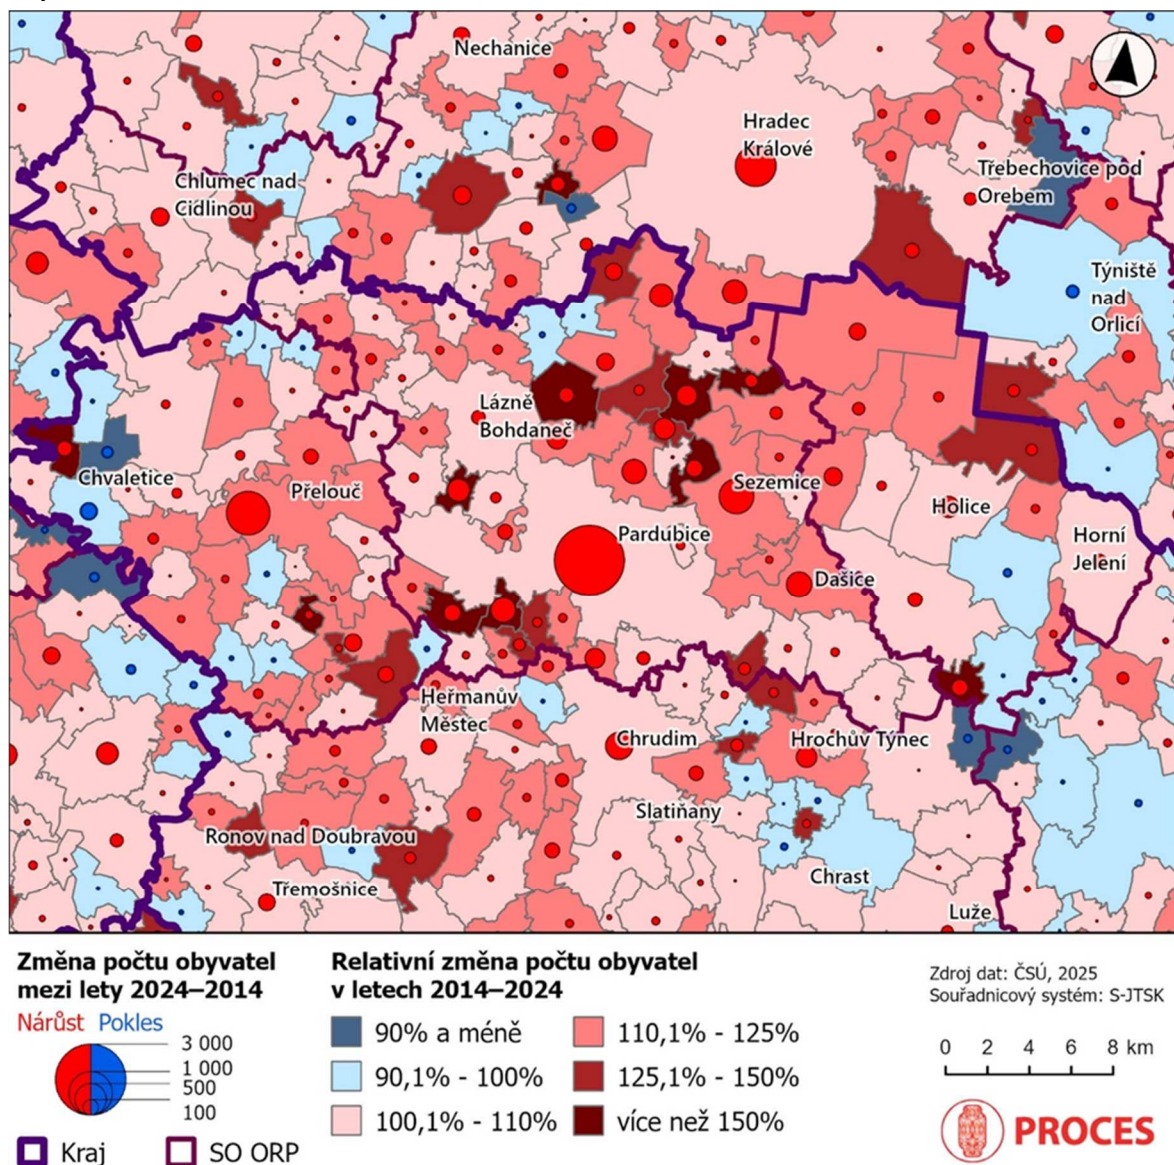 Nechanice
Hradec
Králové
Třebechovice pod
Orebem
Chlumec nad
Cidlinou
Týniště
nad
Orlicí
Lázně
Bohdaneč
Chvaletice
Přelouč
Sezemice
Holice
Pardubice
Horní
Jelení
Dašice
Heřmanův
Městec
Chrudim
Hrochův Týnec
Slatiňany
Ronov nad Doubravou
Třemošnice
Chrast
Luže
Změna počtu obyvatel
mezi lety 2024–2014
Nárůst Pokles
3 000
1 000
500
100
Kraj
SO ORP
Relativní změna počtu obyvatel
v letech 2014–2024
90% a méně
90,1% - 100%
100,1% - 110%
110,1% - 125%
125,1% - 150%
více než 150%
Zdroj dat: ČSÚ, 2025
Souřadnicový systém: S-JTSK
0 2 4 6 8 km
PROCES